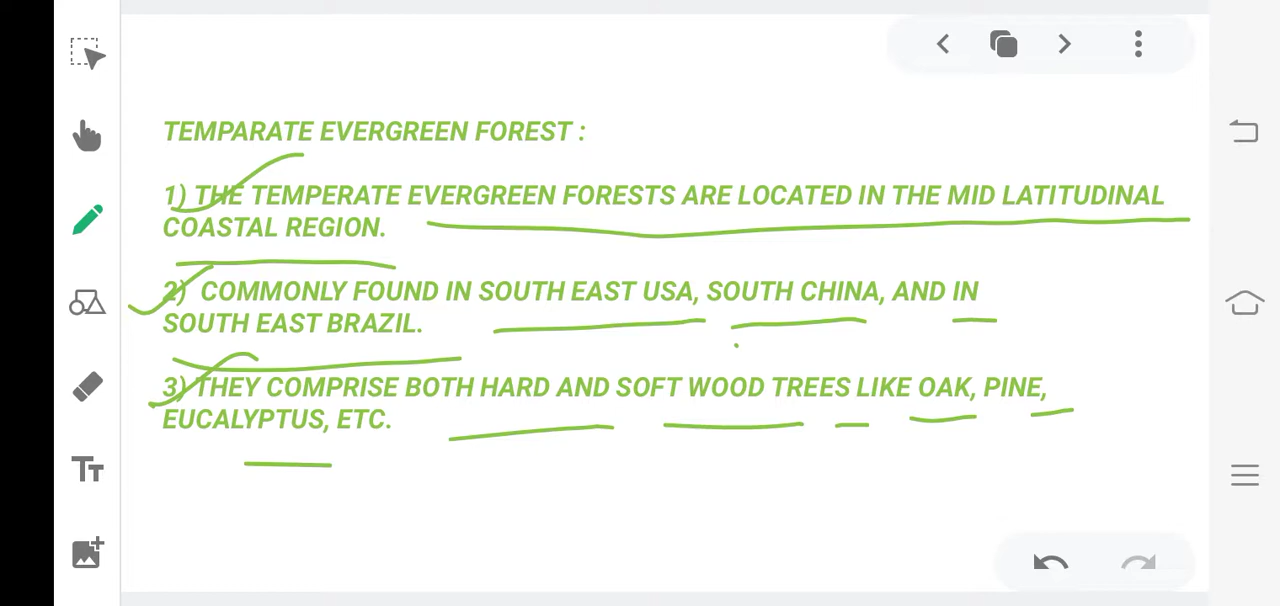 TEMPARATE EVERGREEN FOREST :
1) THE TEMPERATE EVERGREEN FORESTS ARE LOCATED IN THE MID LATITUDINAL
COASTAL REGION.
2) COMMONLY FOUND IN SOUTH EAST USA, SOUTH CHINA, AND IN
SOUTH EAST BRAZIL.
3) THEY COMPRISE BOTH HARD AND SOFT WOOD TREES LIKE OAK, PINE,
EUCALYPTUS, ETC.